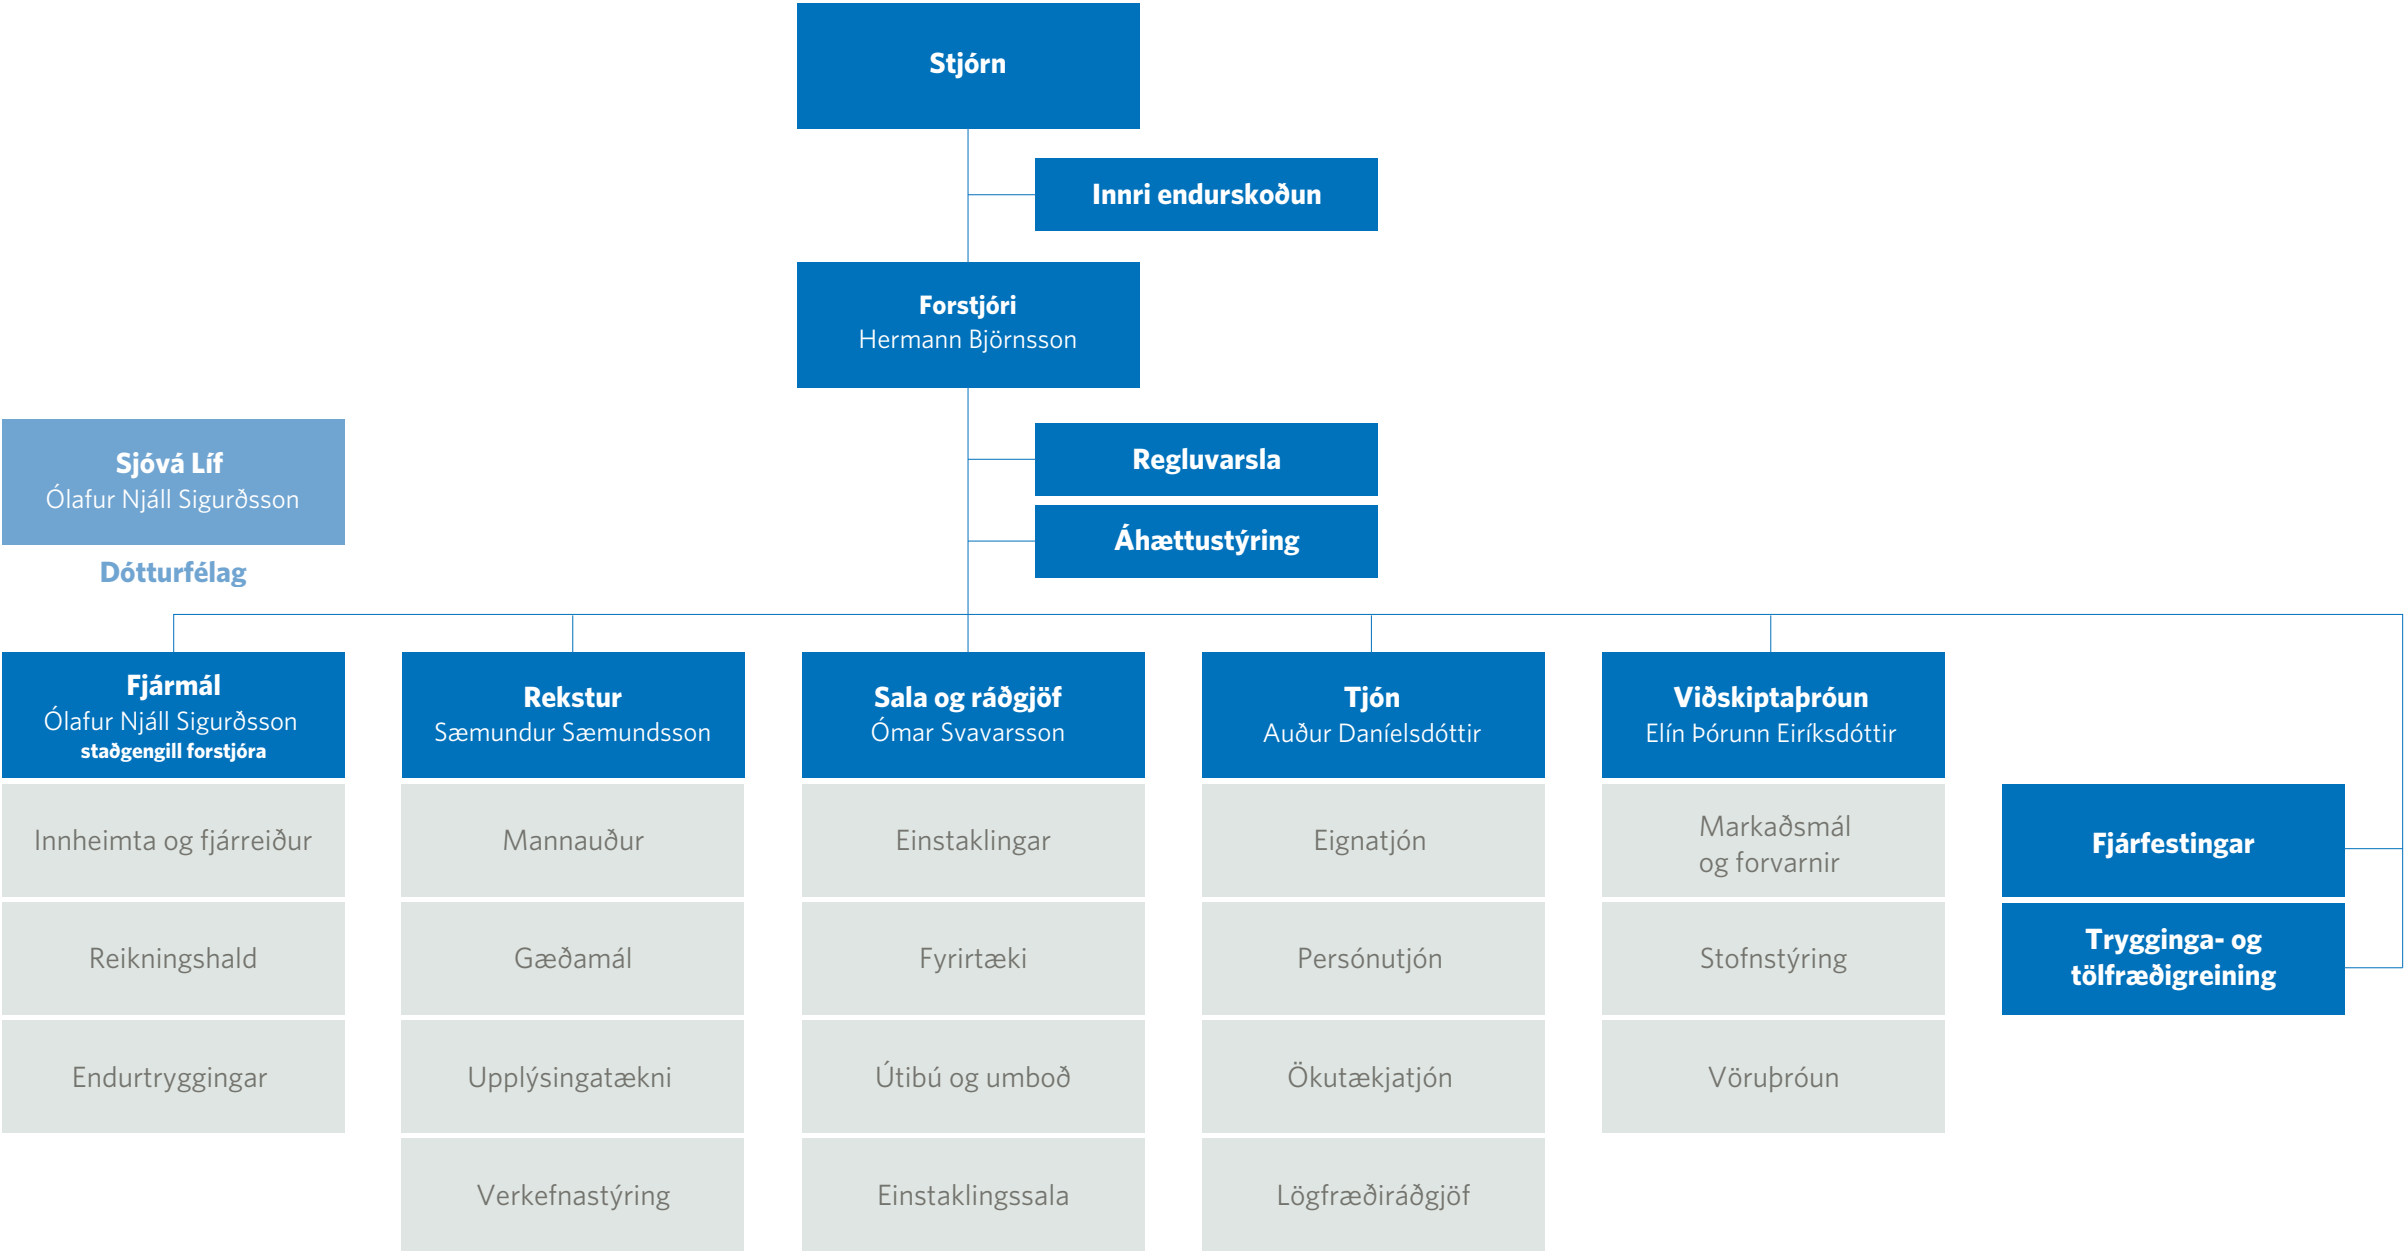 Stjórn
Innri endurskoðun
Forstjóri
Hermann Björnsson
Sjóvá Líf
Ólafur Njáll Sigurðsson
Dótturfélag
Regluvarsla
Áhættustýring
Fjármál
Ólafur Njáll Sigurðsson
staðgengill forstjóra
Innheimta og fjárreiður
Reikningshald
Endurtryggingar
Rekstur
Sæmundur Sæmundsson
Mannauður
Gæðamál
Upplýsingatækni
Verkefnastýring
Sala og ráðgjöf
Ómar Svavarsson
Einstaklingar
Fyrirtæki
Útibú og umboð
Einstaklingssala
Tjón
Auður Daníelsdóttir
Eignatjón
Persónutjón
Ökutækjatjón
Lögfræðiráðgjöf
Viðskiptaþróun
Elín Þórunn Eiríksdóttir
Markaðsmál
og forvarnir
Stofnstýring
Vöruþróun
Fjárfestingar
Trygginga- og
tölfræðigreining